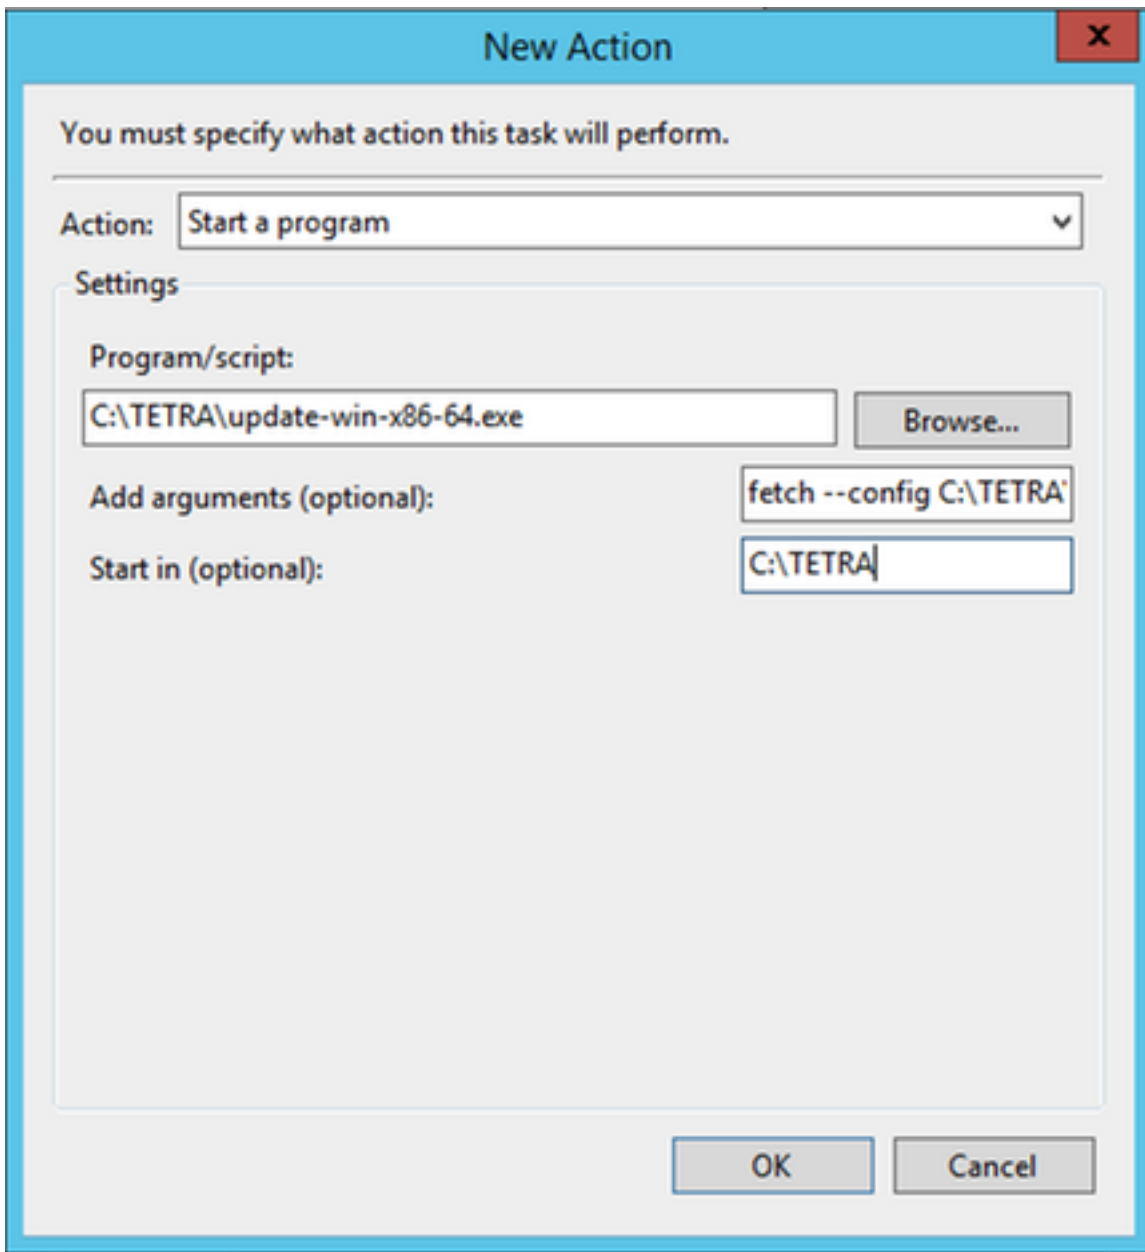 New Action
x
You must specify what action this task will perform.
Action: Start a program
Settings
Program/script:
C:\TETRA\update-win-x86-64.exe Browse...
Add arguments (optional): fetch --config C:\TETRA
Start in (optional): C:\TETRA
OK Cancel